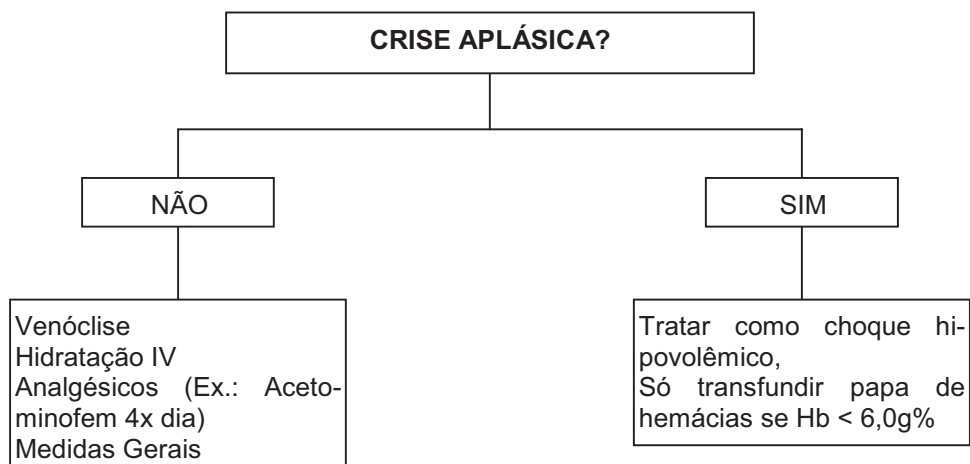 CRISE APLÁSICA?
NÃO
SIM
Venóclise
Hidratação IV
Analgésicos (Ex.: Aceto-
minofem 4x dia)
Medidas Gerais
Tratar como choque hi-
povolêmico,
Só transfundir papa de
hemácias se Hb < 6,0g%